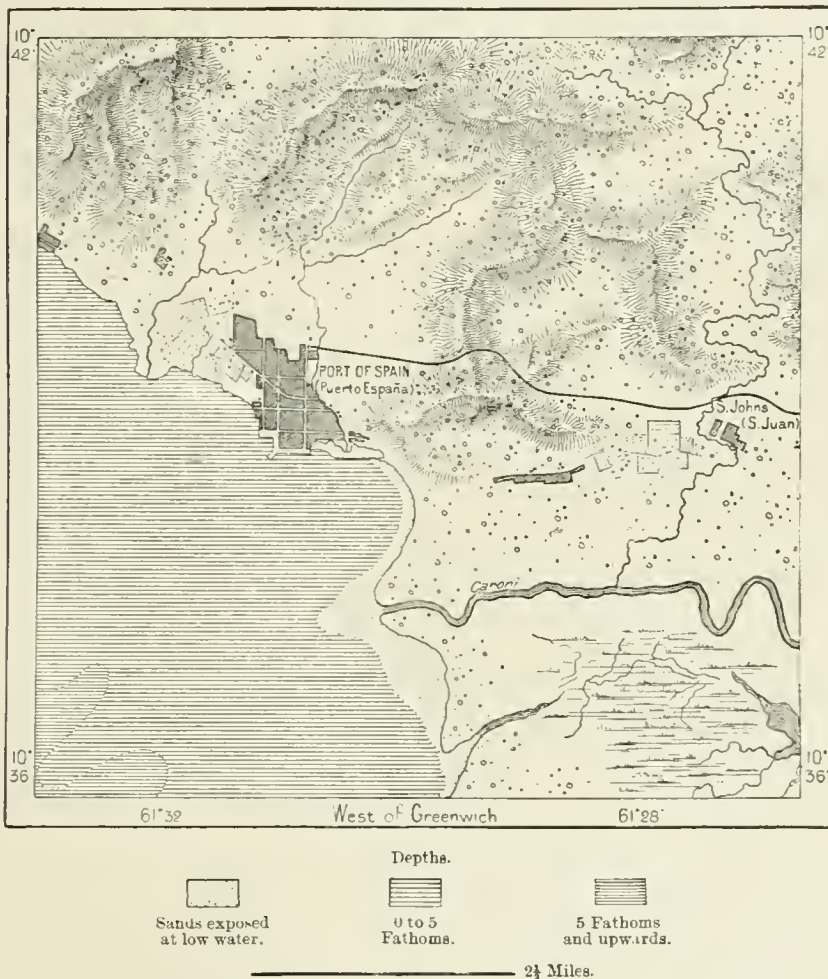 10° 10°
42' 42'
PORT OF SPAIN
(Puerto España)
S. Johns
(S. Juan)
Caroni
10° 10°
36' 36'
61°32' West of Greenwich 61°28'
Depths.
Sands exposed
at low water.
0 to 5
Fathoms.
5 Fathoms
and upwards.
2½ Miles.